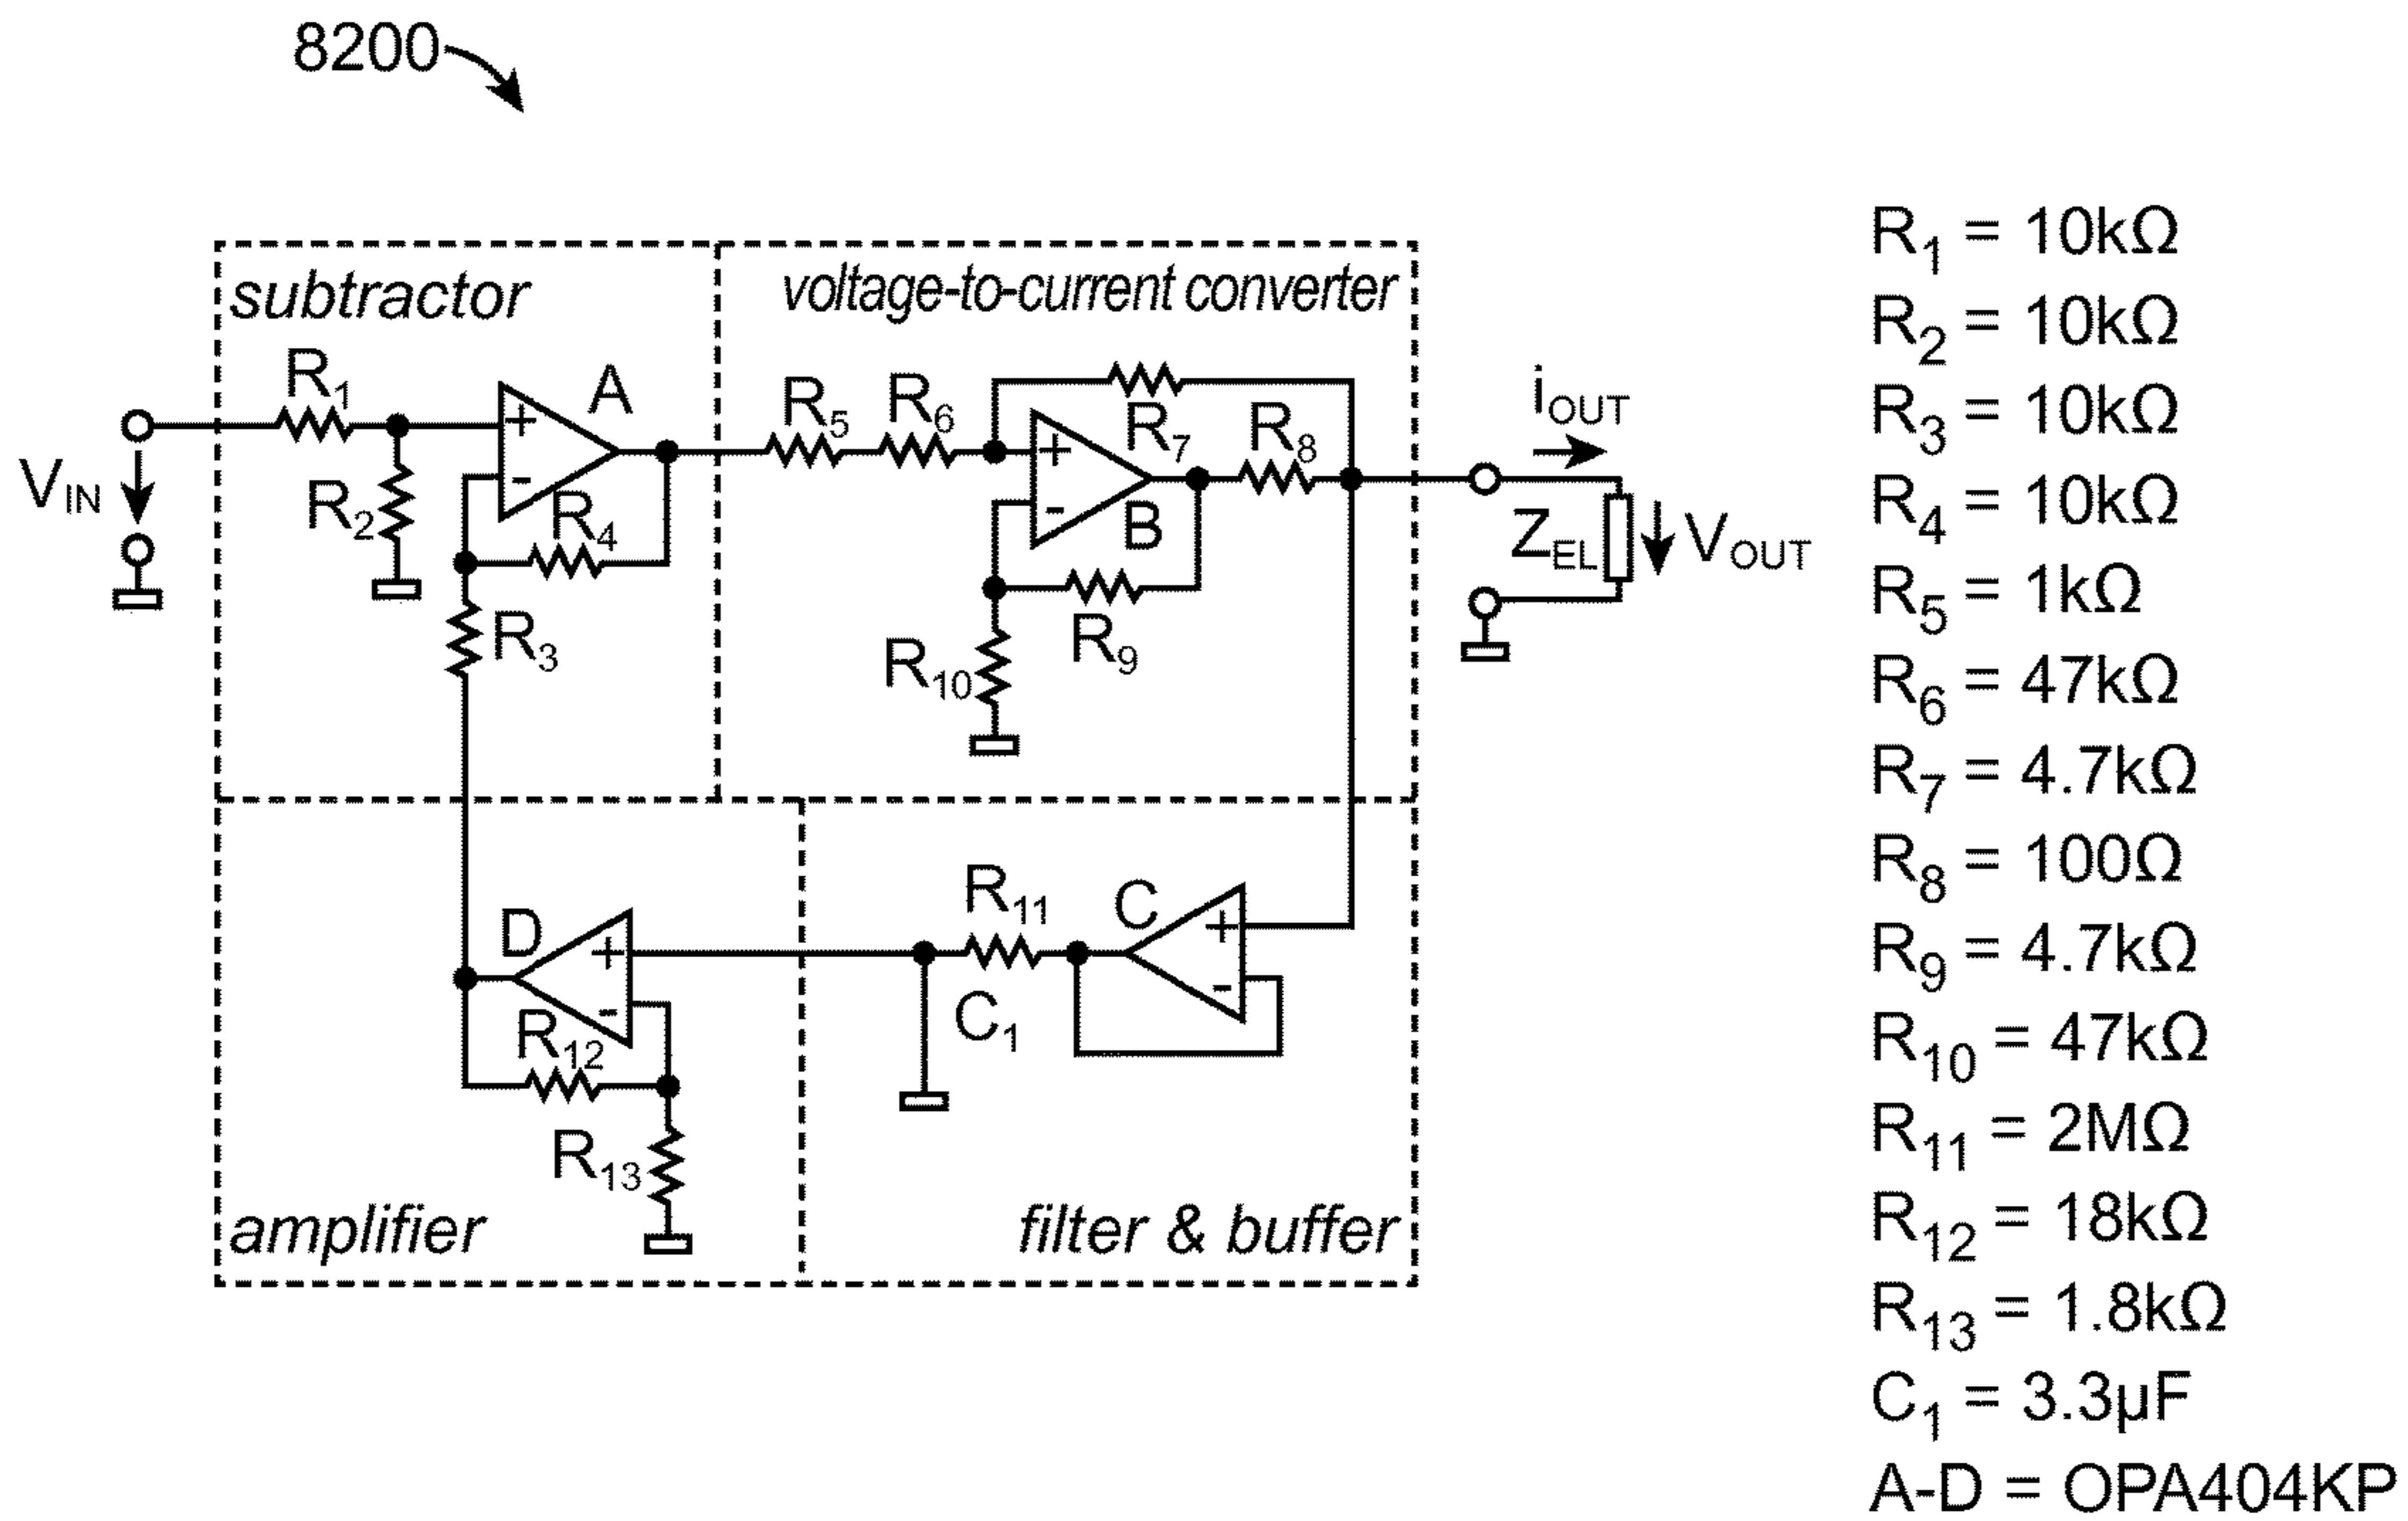 8200
subtractor
voltage-to-current converter
R1
A
R5
R6
R7
R8
iOUT
VIN
R2
R4
B
ZEL
VOUT
R3
R9
R10
+
-
+
-
D
R11
C
C1
+
-
+
-
R12
R13
amplifier
filter & buffer
R1 = 10kΩ
R2 = 10kΩ
R3 = 10kΩ
R4 = 10kΩ
R5 = 1kΩ
R6 = 47kΩ
R7 = 4.7kΩ
R8 = 100Ω
R9 = 4.7kΩ
R10 = 47kΩ
R11 = 2MΩ
R12 = 18kΩ
R13 = 1.8kΩ
C1 = 3.3µF
A-D = OPA404KP